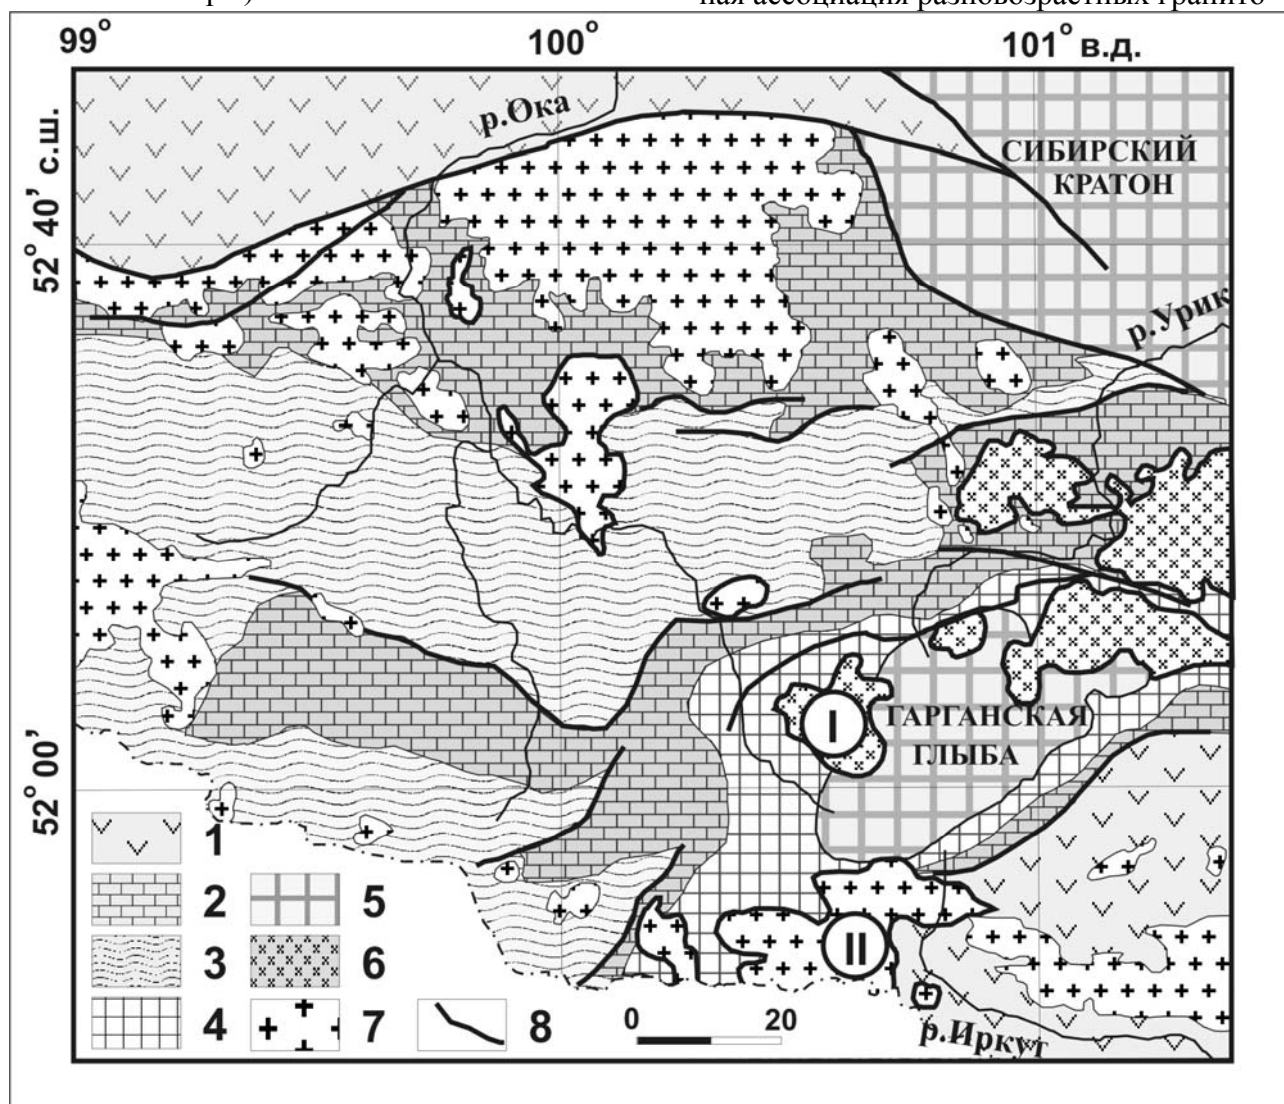 ная ассоциация разновозрастных гранито-
99° 100° 101° в.д.
р.Ока
СИБИРСКИЙ
КРАТОН
52° 40' с.ш.
р.Урик
I
ГАРГАНСКАЯ
ГЛЫБА
52° 00'
1
2 5
3 6
4 7 8
0 20
II
р.Иркут